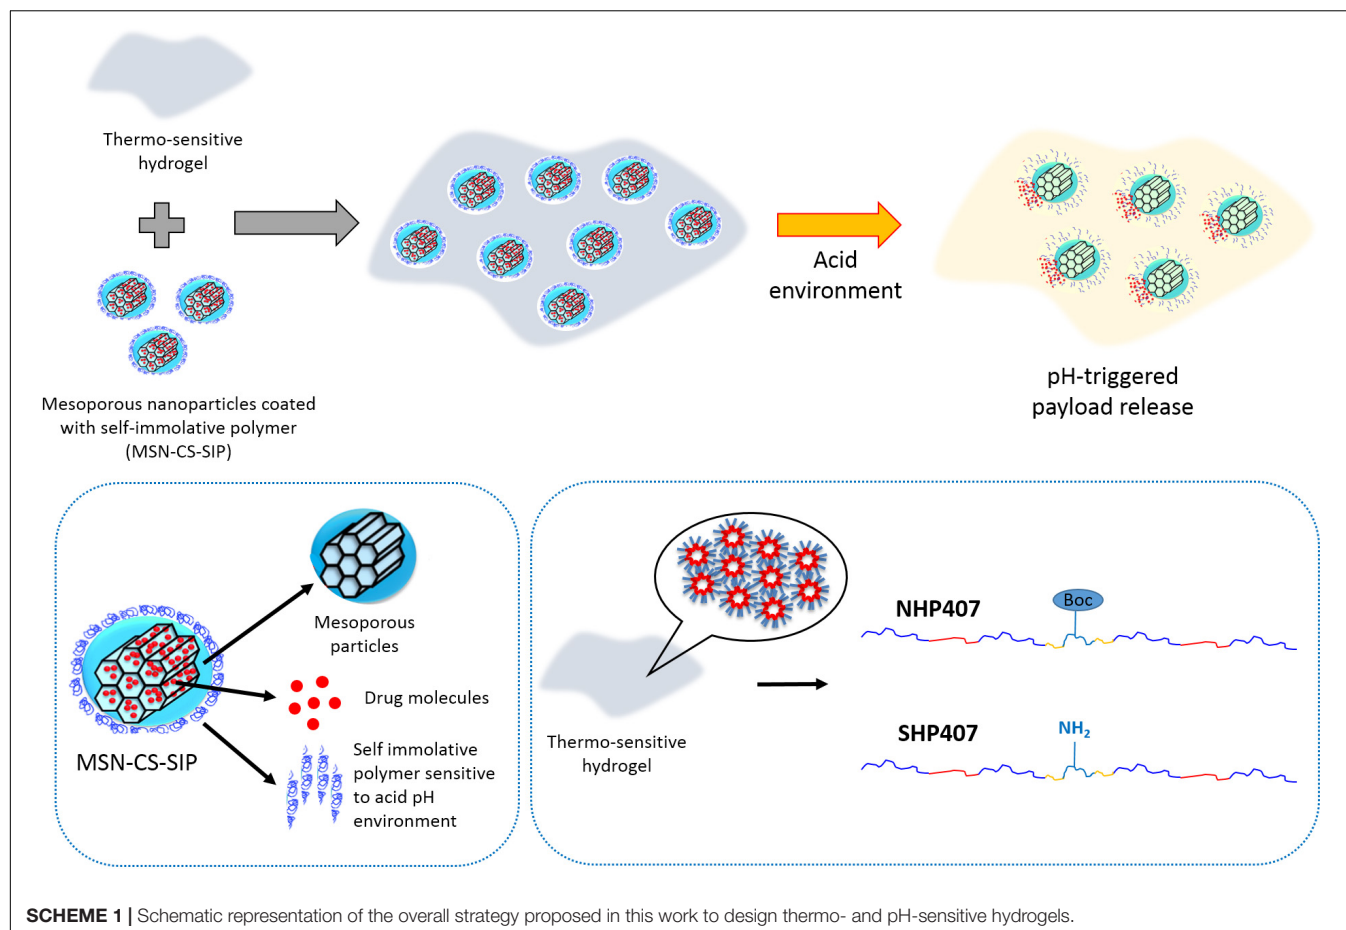 Thermo-sensitive
hydrogel
Mesoporous nanoparticles coated
with self-immolative polymer
(MSN-CS-SIP)
Acid
environment
pH-triggered
payload release
MSN-CS-SIP
Mesoporous
particles
Drug molecules
Self immolative
polymer sensitive
to acid pH
environment
Thermo-sensitive
hydrogel
NHP407
Boc
SHP407
NH₂
SCHEME 1 | Schematic representation of the overall strategy proposed in this work to design thermo- and pH-sensitive hydrogels.